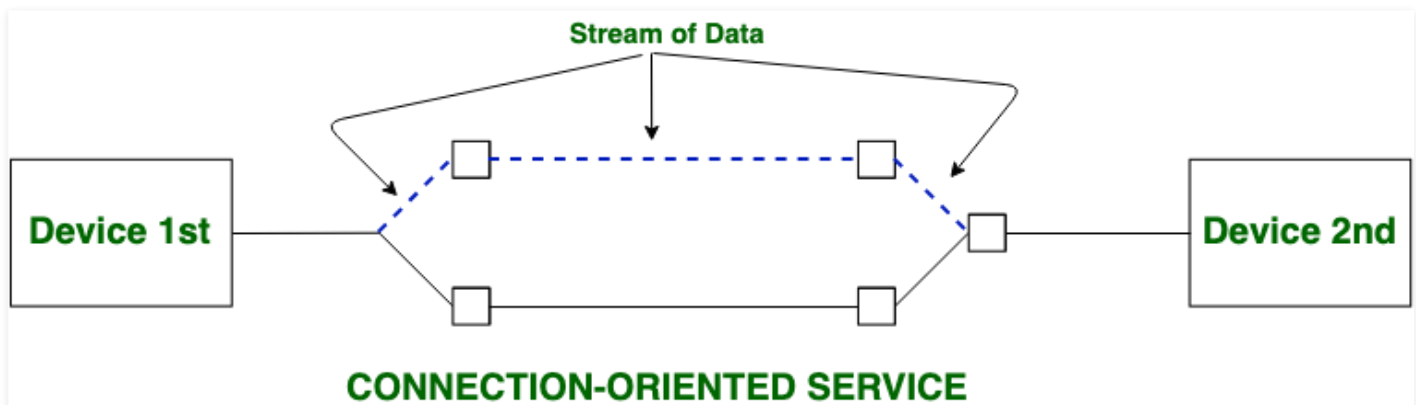 Stream of Data
Device 1st
Device 2nd
CONNECTION-ORIENTED SERVICE